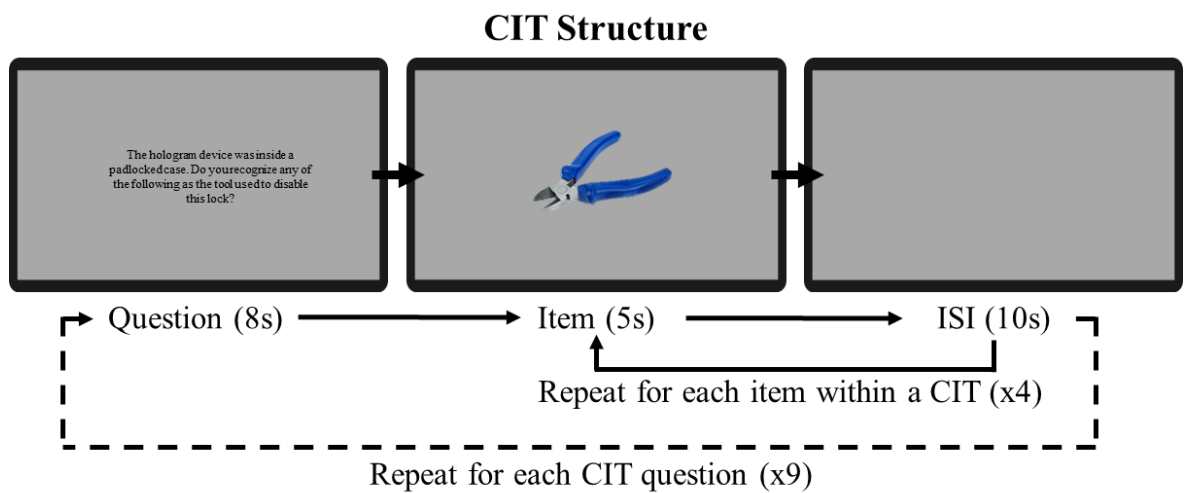 CIT Structure
The hologram device was inside a
padlocked case. Do you recognize any of
the following as the tool used to disable
this lock?
Question (8s)
Item (5s)
ISI (10s)
Repeat for each item within a CIT (x4)
Repeat for each CIT question (x9)